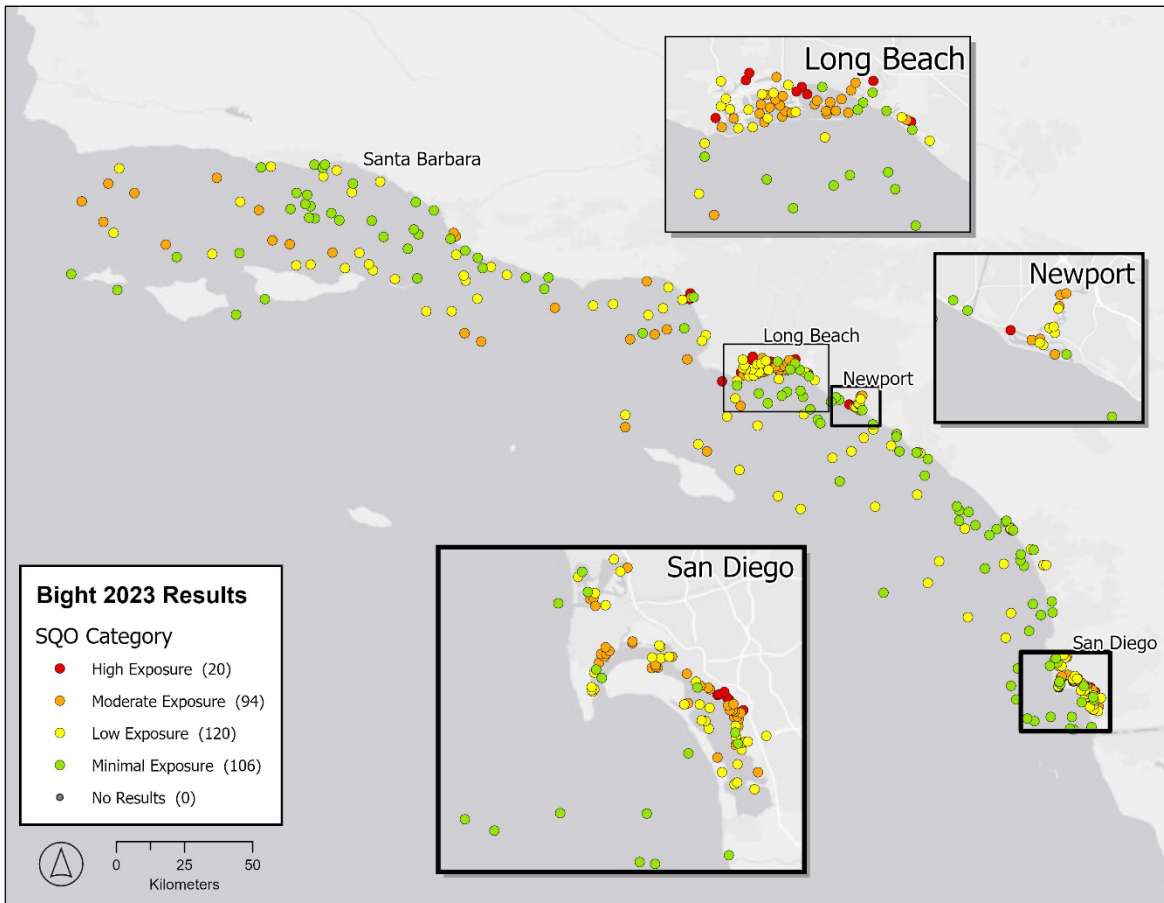 Long Beach
Santa Barbara
Newport
Long Beach
Newport
San Diego
San Diego
Bight 2023 Results
SQO Category
High Exposure (20)
Moderate Exposure (94)
Low Exposure (120)
Minimal Exposure (106)
No Results (0)
0 25 50
Kilometers